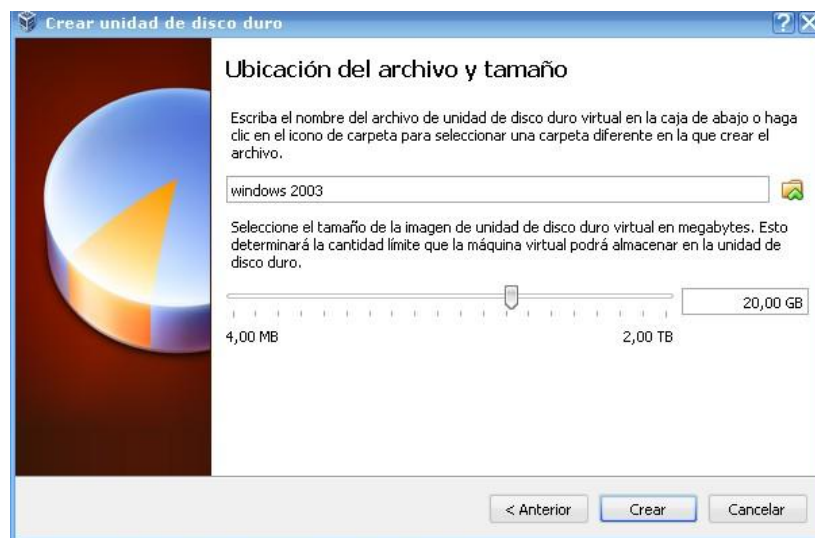 Crear unidad de disco duro
Ubicación del archivo y tamaño
Escriba el nombre del archivo de unidad de disco duro virtual en la caja de abajo o haga
clic en el icono de carpeta para seleccionar una carpeta diferente en la que crear el
archivo.
windows 2003
Seleccione el tamaño de la imagen de unidad de disco duro virtual en megabytes. Esto
determinará la cantidad límite que la máquina virtual podrá almacenar en la unidad de
disco duro.
20,00 GB
4,00 MB 2,00 TB
< Anterior Crear Cancelar